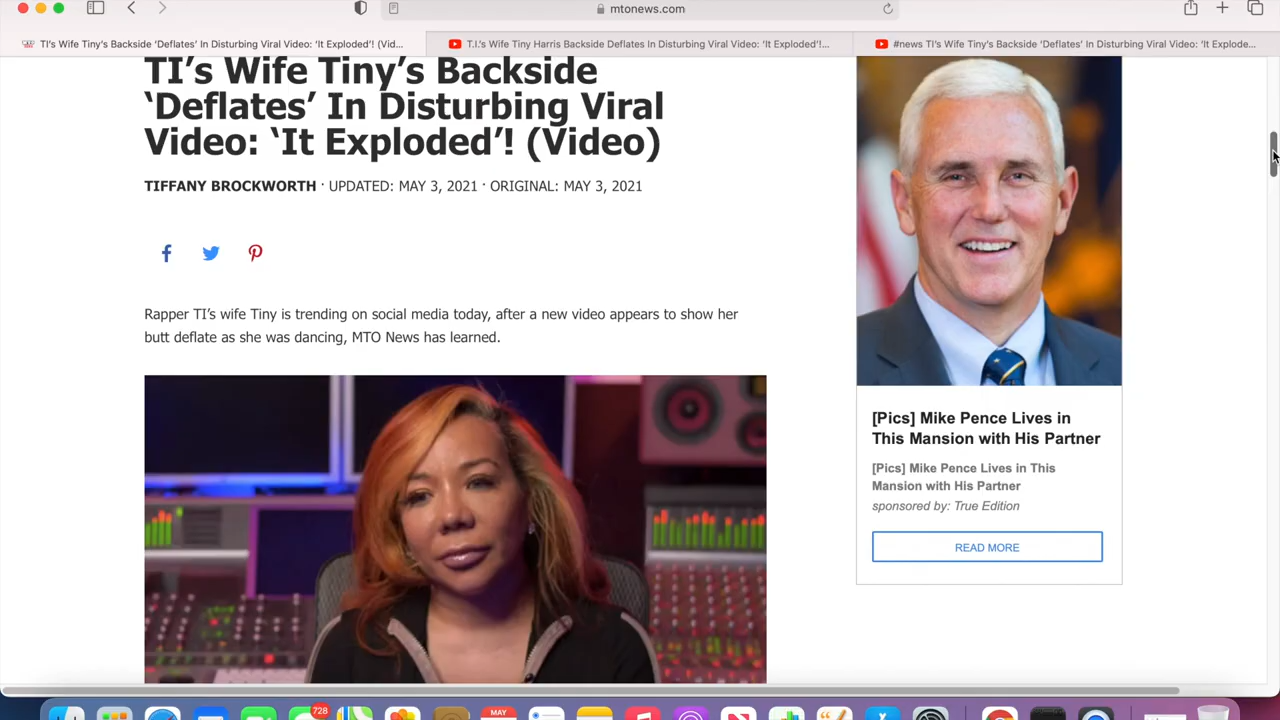 mtonews.com
TI's Wife Tiny's Backside 'Deflates' In Disturbing Viral Video: 'It Exploded'! (Vid...
T.I.'s Wife Tiny Harris Backside Deflates In Disturbing Viral Video: 'It Exploded'!...
#news TI's Wife Tiny's Backside 'Deflates' In Disturbing Viral Video: 'It Explode...
TI's Wife Tiny's Backside
‘Deflates’ In Disturbing Viral
Video: ‘It Exploded’! (Video)
TIFFANY BROCKWORTH · UPDATED: MAY 3, 2021 · ORIGINAL: MAY 3, 2021
Rapper TI's wife Tiny is trending on social media today, after a new video appears to show her
butt deflate as she was dancing, MTO News has learned.
[Pics] Mike Pence Lives in
This Mansion with His Partner
[Pics] Mike Pence Lives in This
Mansion with His Partner
sponsored by: True Edition
READ MORE
728
MAY